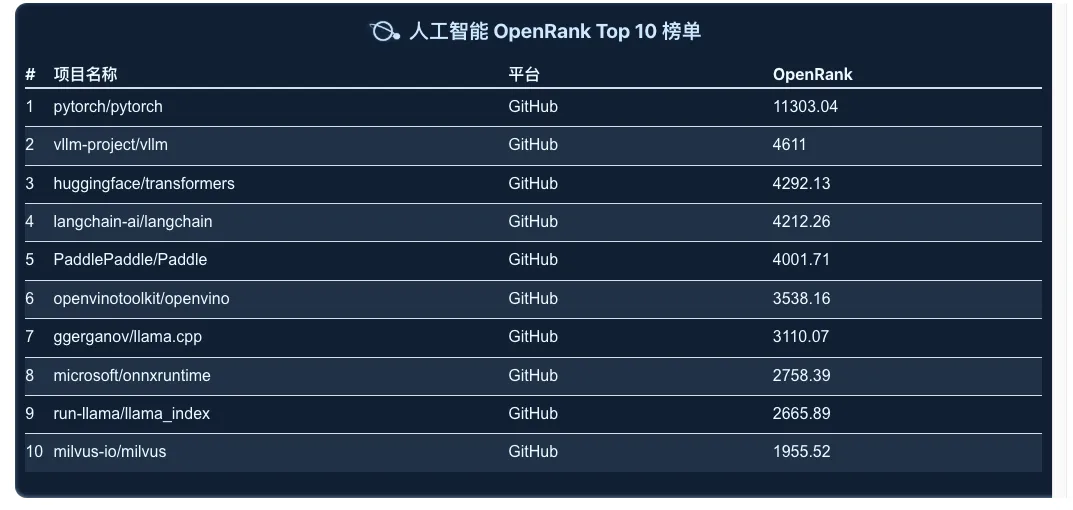 人工智能 OpenRank Top 10 榜单
# 项目名称 平台 OpenRank
1 pytorch/pytorch GitHub 11303.04
2 vllm-project/vllm GitHub 4611
3 huggingface/transformers GitHub 4292.13
4 langchain-ai/langchain GitHub 4212.26
5 PaddlePaddle/Paddle GitHub 4001.71
6 openvinotoolkit/openvino GitHub 3538.16
7 ggerganov/llama.cpp GitHub 3110.07
8 microsoft/onnxruntime GitHub 2758.39
9 run-llama/llama_index GitHub 2665.89
10 milvus-io/milvus GitHub 1955.52